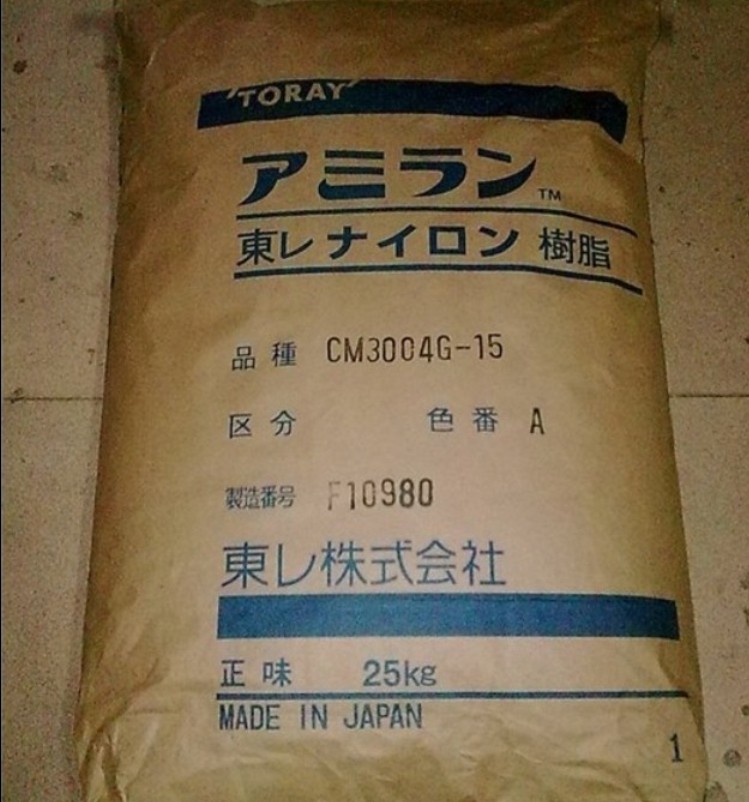 TORAY
アミラン™
東レナイロン樹脂
品種 CM3004G-15
区分 色番 A
製造番号 F10980
東レ株式会社
正味 25kg
MADE IN JAPAN
1